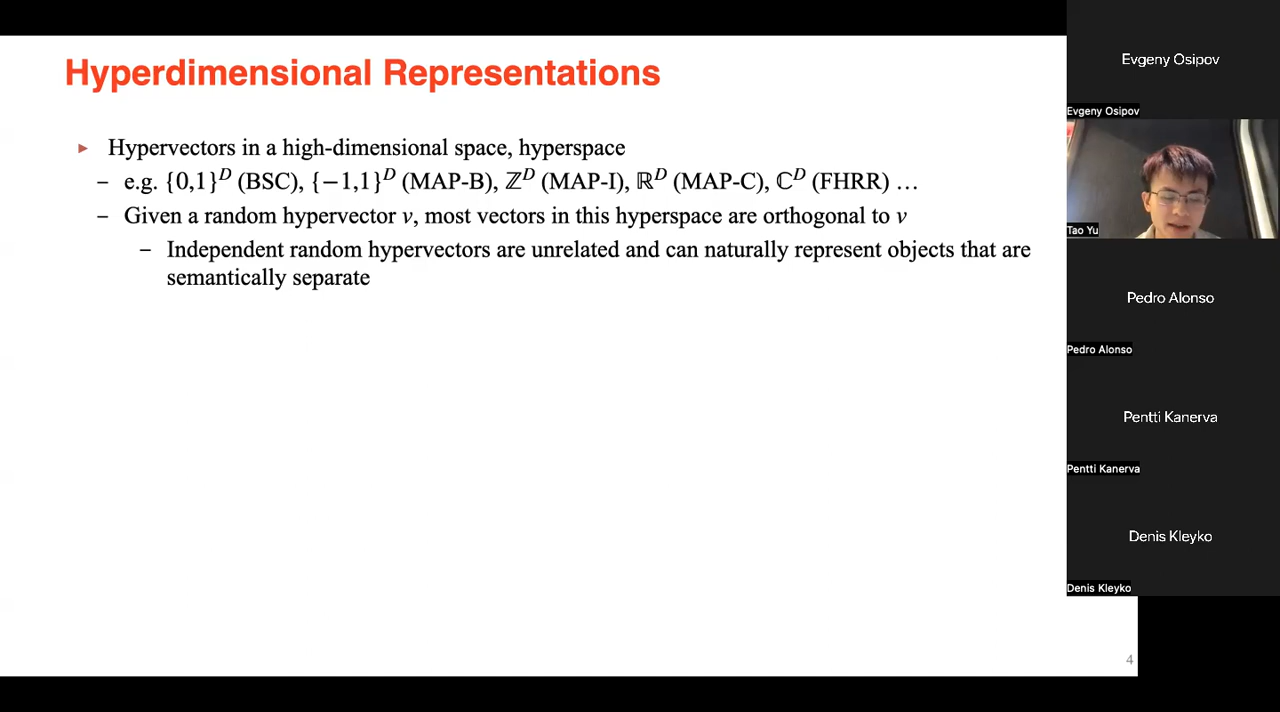 Hyperdimensional Representations
▸ Hypervectors in a high-dimensional space, hyperspace
– e.g. {0,1}^D (BSC), {−1,1}^D (MAP-B), ℤ^D (MAP-I), ℝ^D (MAP-C), ℂ^D (FHRR) …
– Given a random hypervector v, most vectors in this hyperspace are orthogonal to v
– Independent random hypervectors are unrelated and can naturally represent objects that are
semantically separate
4
Evgeny Osipov
Evgeny Osipov
Tao Yu
Pedro Alonso
Pedro Alonso
Pentti Kanerva
Pentti Kanerva
Denis Kleyko
Denis Kleyko